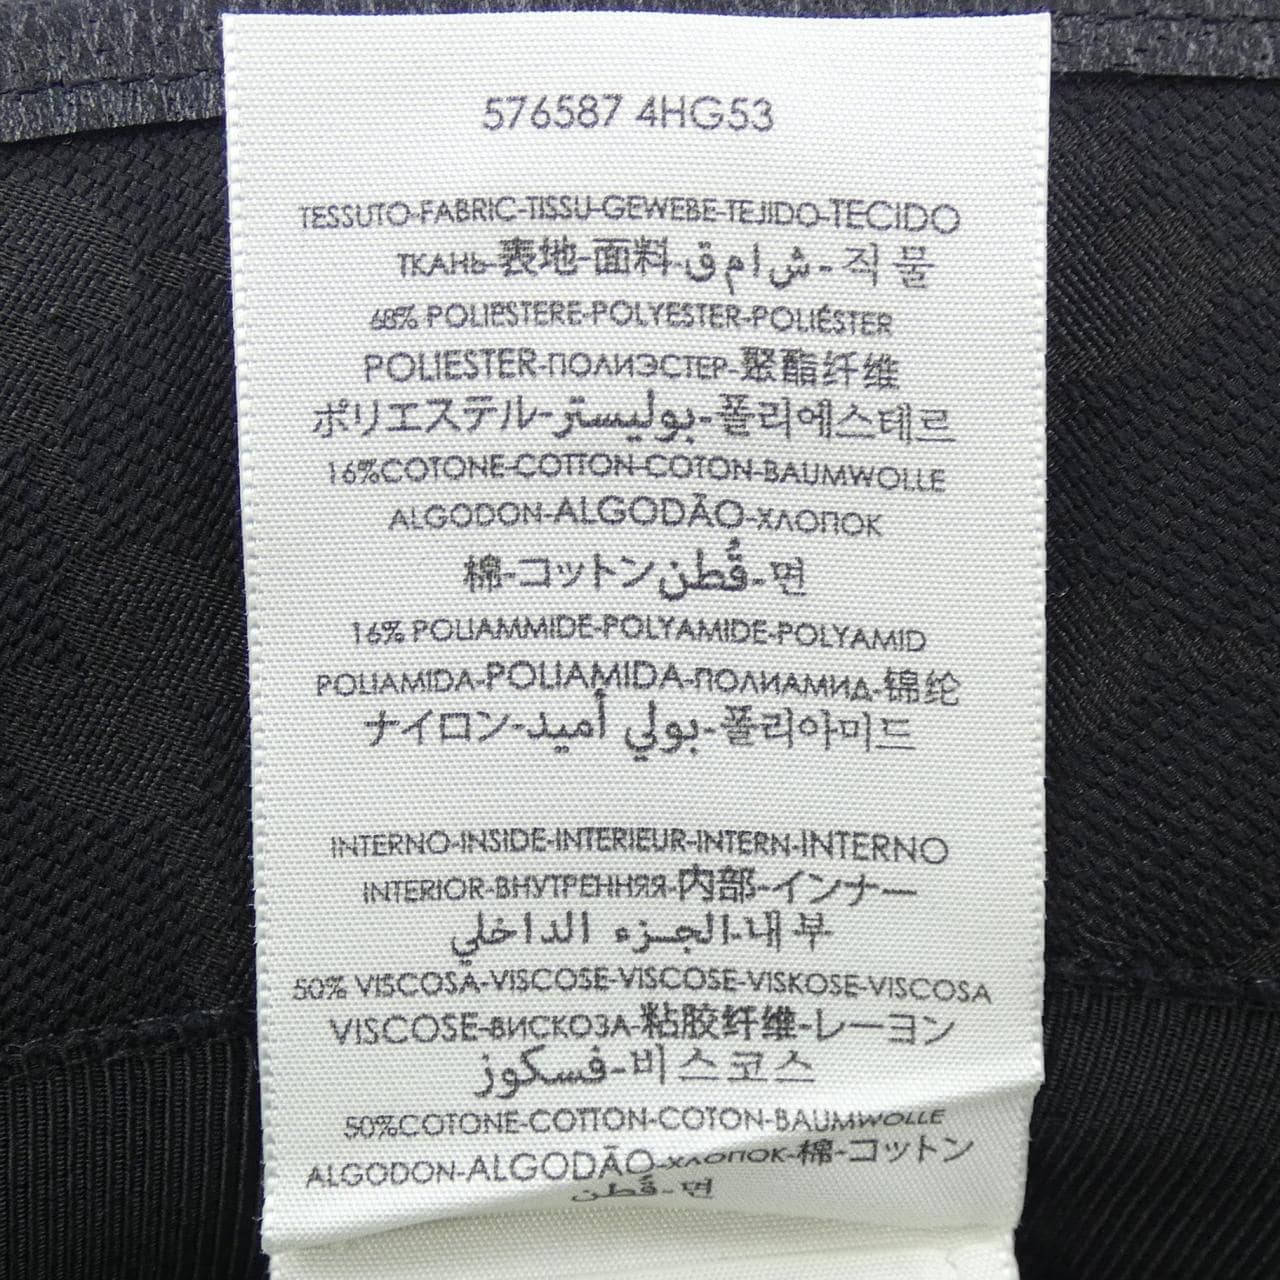 576587 4HG53
TESSUTO-FABRIC-TISSU-GEWEBE-TEJIDO-TECIDO
ТКАНЬ-表地-面料-ش ا م ق-직 물
68% POLIESTERE-POLYESTER-POLIÉSTER
POLIESTER-ПОЛИЭСТЕР-聚酯纤维
ポリエステル-بوليستر-폴리에스테르
16%COTONE-COTTON-COTON-BAUMWOLLE
ALGODON-ALGODÃO-ХЛОПОК
棉-コットン قُطن-면
16% POLIAMMIDE-POLYAMIDE-POLYAMID
POLIAMIDA-POLIAMIDA-ПОЛИАМИД-锦纶
ナイロン-بولي أميد-폴리아미드
INTERNO-INSIDE-INTERIEUR-INTERN-INTERNO
INTERIOR-ВНУТРЕННЯЯ-内部-インナー
الجزء الداخلي-내 부
50% VISCOSA-VISCOSE-VISCOSE-VISKOSE-VISCOSA
VISCOSE-ВИСКОЗА-粘胶纤维-レーヨン
فسكوز-비스코스
50%COTONE-COTTON-COTON-BAUMWOLLE
ALGODON-ALGODÃO-ХЛОПОК-棉-コットン
قُطن-면